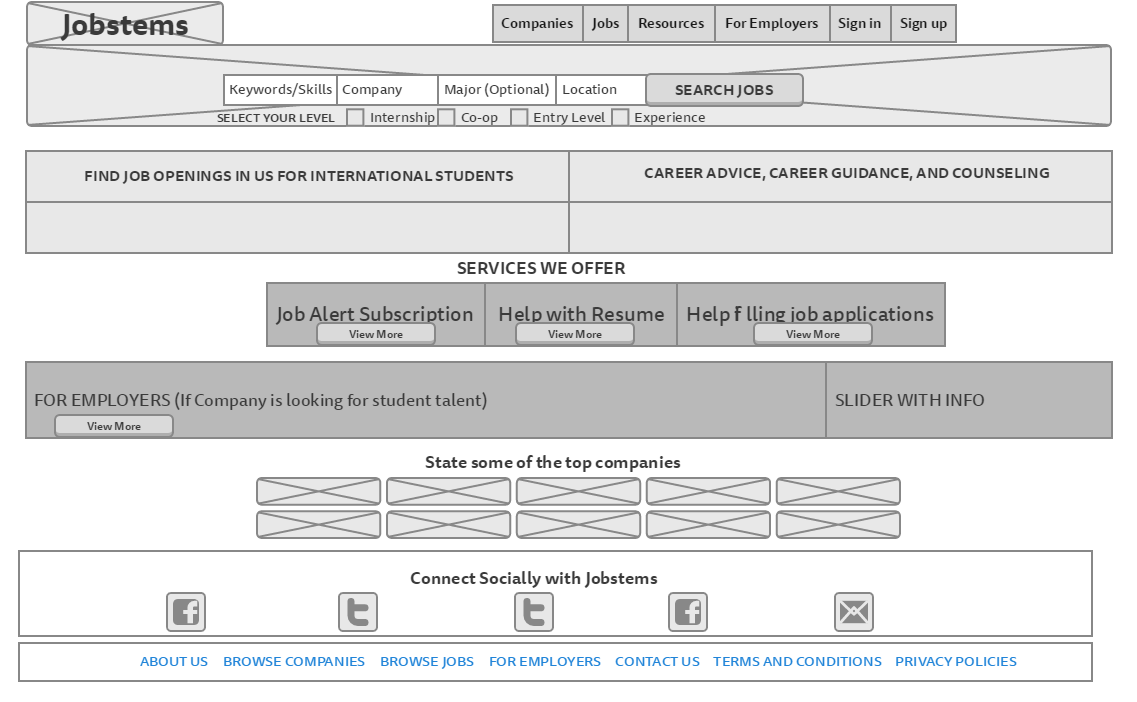 Jobstems
Companies Jobs Resources For Employers Sign in Sign up
Keywords/Skills Company Major (Optional) Location SEARCH JOBS
SELECT YOUR LEVEL Internship Co-op Entry Level Experience
FIND JOB OPENINGS IN US FOR INTERNATIONAL STUDENTS
CAREER ADVICE, CAREER GUIDANCE, AND COUNSELING
SERVICES WE OFFER
Job Alert Subscription Help with Resume Help f lling job applications
View More View More View More
FOR EMPLOYERS (If Company is looking for student talent) SLIDER WITH INFO
View More
State some of the top companies
Connect Socially with Jobstems
ABOUT US BROWSE COMPANIES BROWSE JOBS FOR EMPLOYERS CONTACT US TERMS AND CONDITIONS PRIVACY POLICIES